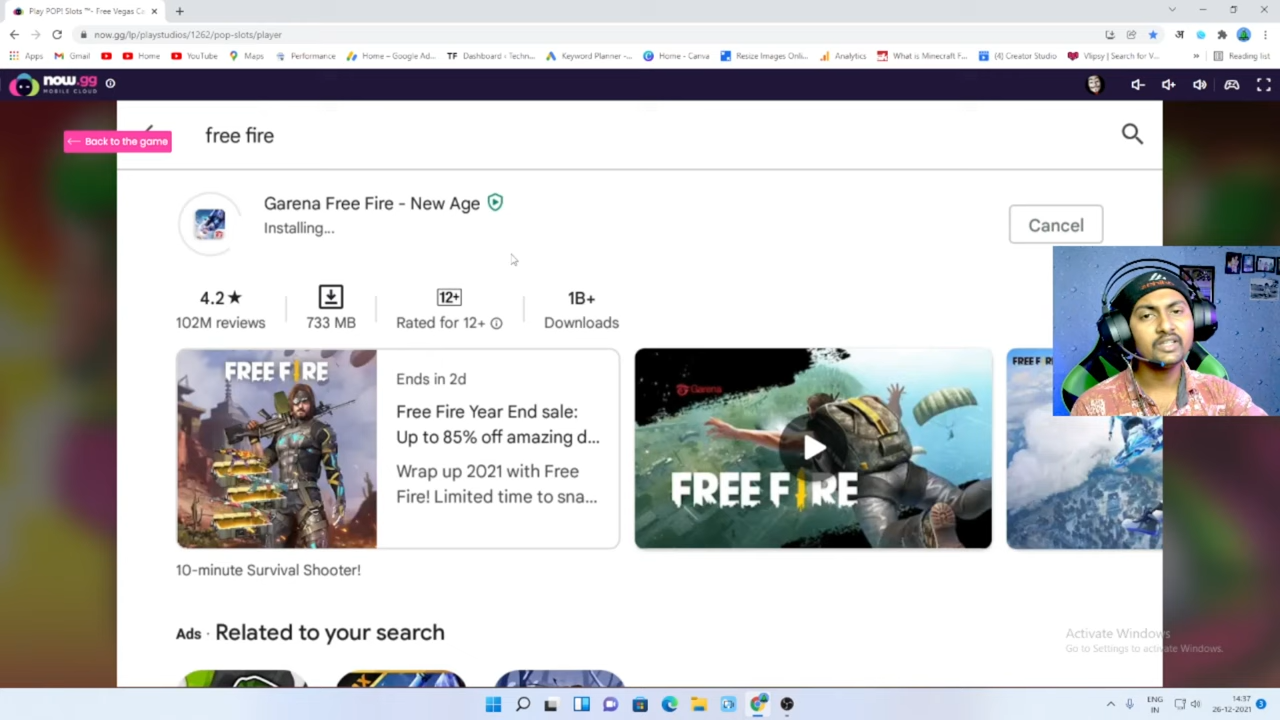 Play POP! Slots ™- Free Vegas C
now.gg/lp/playstudios/1262/pop-slots/player
Apps
Gmail
Home
YouTube
Maps
Performance
Home – Google Ad...
TF Dashboard ‹ Techn...
Keyword Planner -...
Home - Canva
Resize Images Onli...
Analytics
What is Minecraft F...
(4) Creator Studio
Vlipsy | Search for V...
»
Reading list
now.gg
MOBILE CLOUD
← Back to the game
free fire
Garena Free Fire - New Age
Installing...
Cancel
4.2★
102M reviews
733 MB
12+
Rated for 12+
1B+
Downloads
FREE FIRE
Ends in 2d
Free Fire Year End sale:
Up to 85% off amazing d...
Wrap up 2021 with Free
Fire! Limited time to sna...
Garena
FREE FIRE
FREE F
10-minute Survival Shooter!
Ads · Related to your search
Activate Windows
Go to Settings to activate Windows.
ENG
IN
14:37
26-12-2021
3